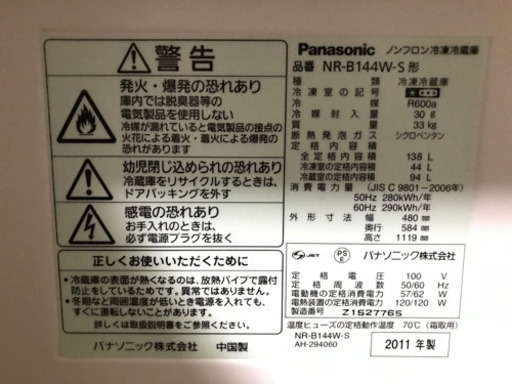 警告
発火・爆発の恐れあり
庫内では脱臭器等の
電気製品を使用しない
冷媒が漏れていると電気製品の接点の
火花による着火・着火による爆発の
恐れがあります
幼児閉じ込められの恐れあり
冷蔵庫をリサイクルするときは、
ドアパッキングを外す
感電の恐れあり
お手入れのときは、
必ず電源プラグを抜く
正しくお使いいただくために
●冷蔵庫の表面が熱くなるのは、放熱パイプで露付
防止をしているためで、異常ではありません。
●冬期など周囲温度が低いとき電源を入れても、
すぐに運転しないことがあります。
詳しくは取扱説明書をご参照ください。
パナソニック株式会社 中国製
Panasonic ノンフロン冷凍冷蔵庫
品番 NR-B144W-S 形
種類 冷凍冷蔵庫
冷凍室の記号
冷媒 R600a
冷媒封入量 30 g
質量 33 kg
断熱発泡ガス シクロペンタン
定格内容積
全定格内容積 138 L
冷凍室定格内容積 44 L
冷蔵室定格内容積 94 L
消費電力量 (JIS C 9801−2006年)
50Hz 280kWh/年
60Hz 290kWh/年
外形寸法 幅 480 mm
奥行 584 mm
高さ 1119 mm
JET PS E パナソニック株式会社
定格電圧 100 V
定格周波数 50/60 Hz
電動機の定格消費電力 57/62 W
電熱装置の定格消費電力 120/120 W
製造番号 Z1527765
温度ヒューズの定格動作温度 70℃ (霜取用)
NR-B144W-S
AH-294060
2011 年製